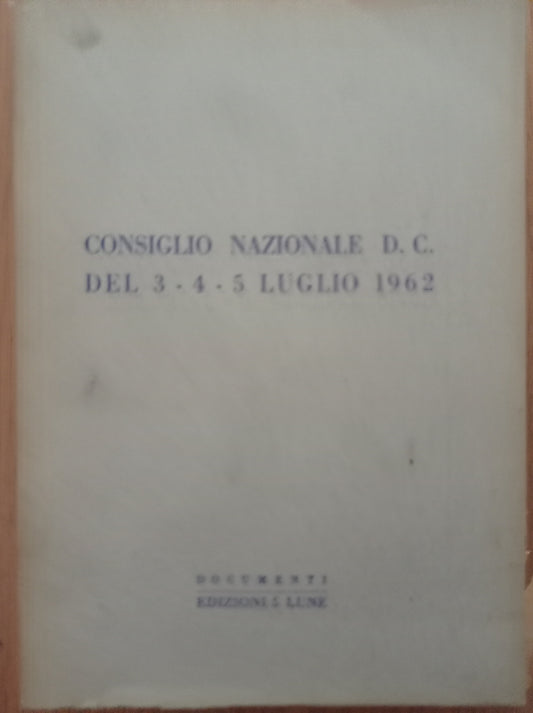 CONSIGLIO NAZIONALE D. C.
DEL 3 - 4 - 5 LUGLIO 1962
DOCUMENTI
EDIZIONI 5 LUNE